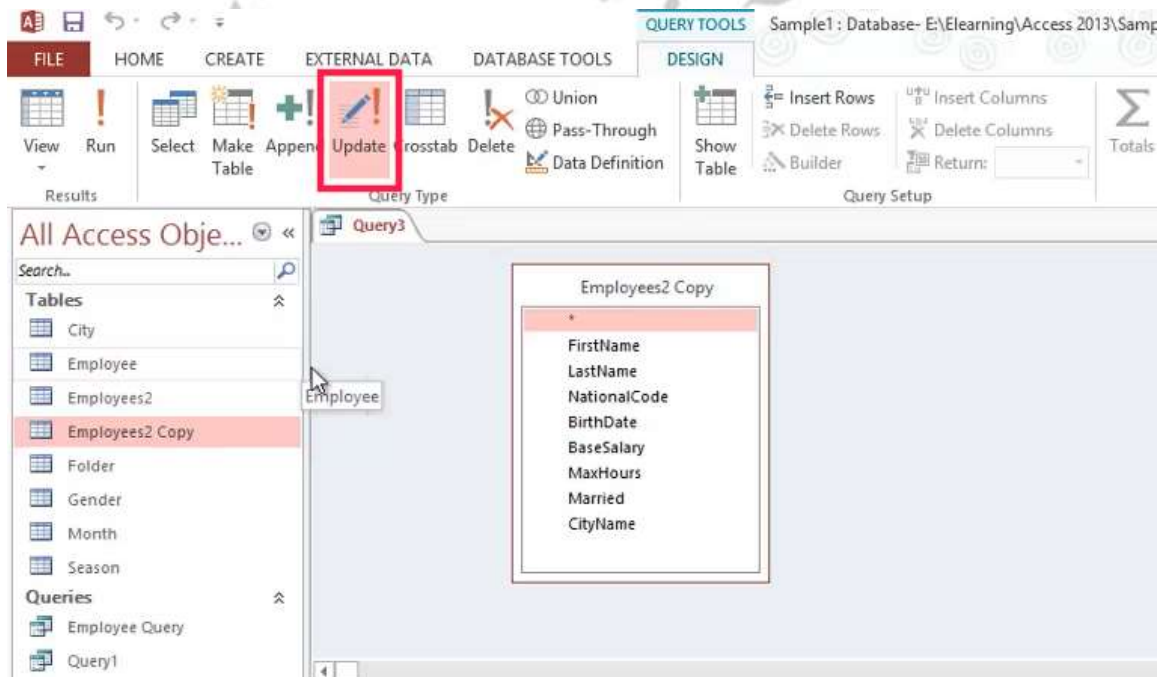 QUERY TOOLS Sample1 : Database- E:\Elearning\Access 2013\Samp
FILE HOME CREATE EXTERNAL DATA DATABASE TOOLS DESIGN
View Run Select Make Table Append Update Crosstab Delete
Union
Pass-Through
Data Definition
Show Table
Insert Rows
Delete Rows
Builder
Insert Columns
Delete Columns
Return:
Totals
Results Query Type Query Setup
All Access Obje...
Search...
Tables
City
Employee
Employees2
Employees2 Copy
Folder
Gender
Month
Season
Queries
Employee Query
Query1
Employee
Query3
Employees2 Copy
*
FirstName
LastName
NationalCode
BirthDate
BaseSalary
MaxHours
Married
CityName